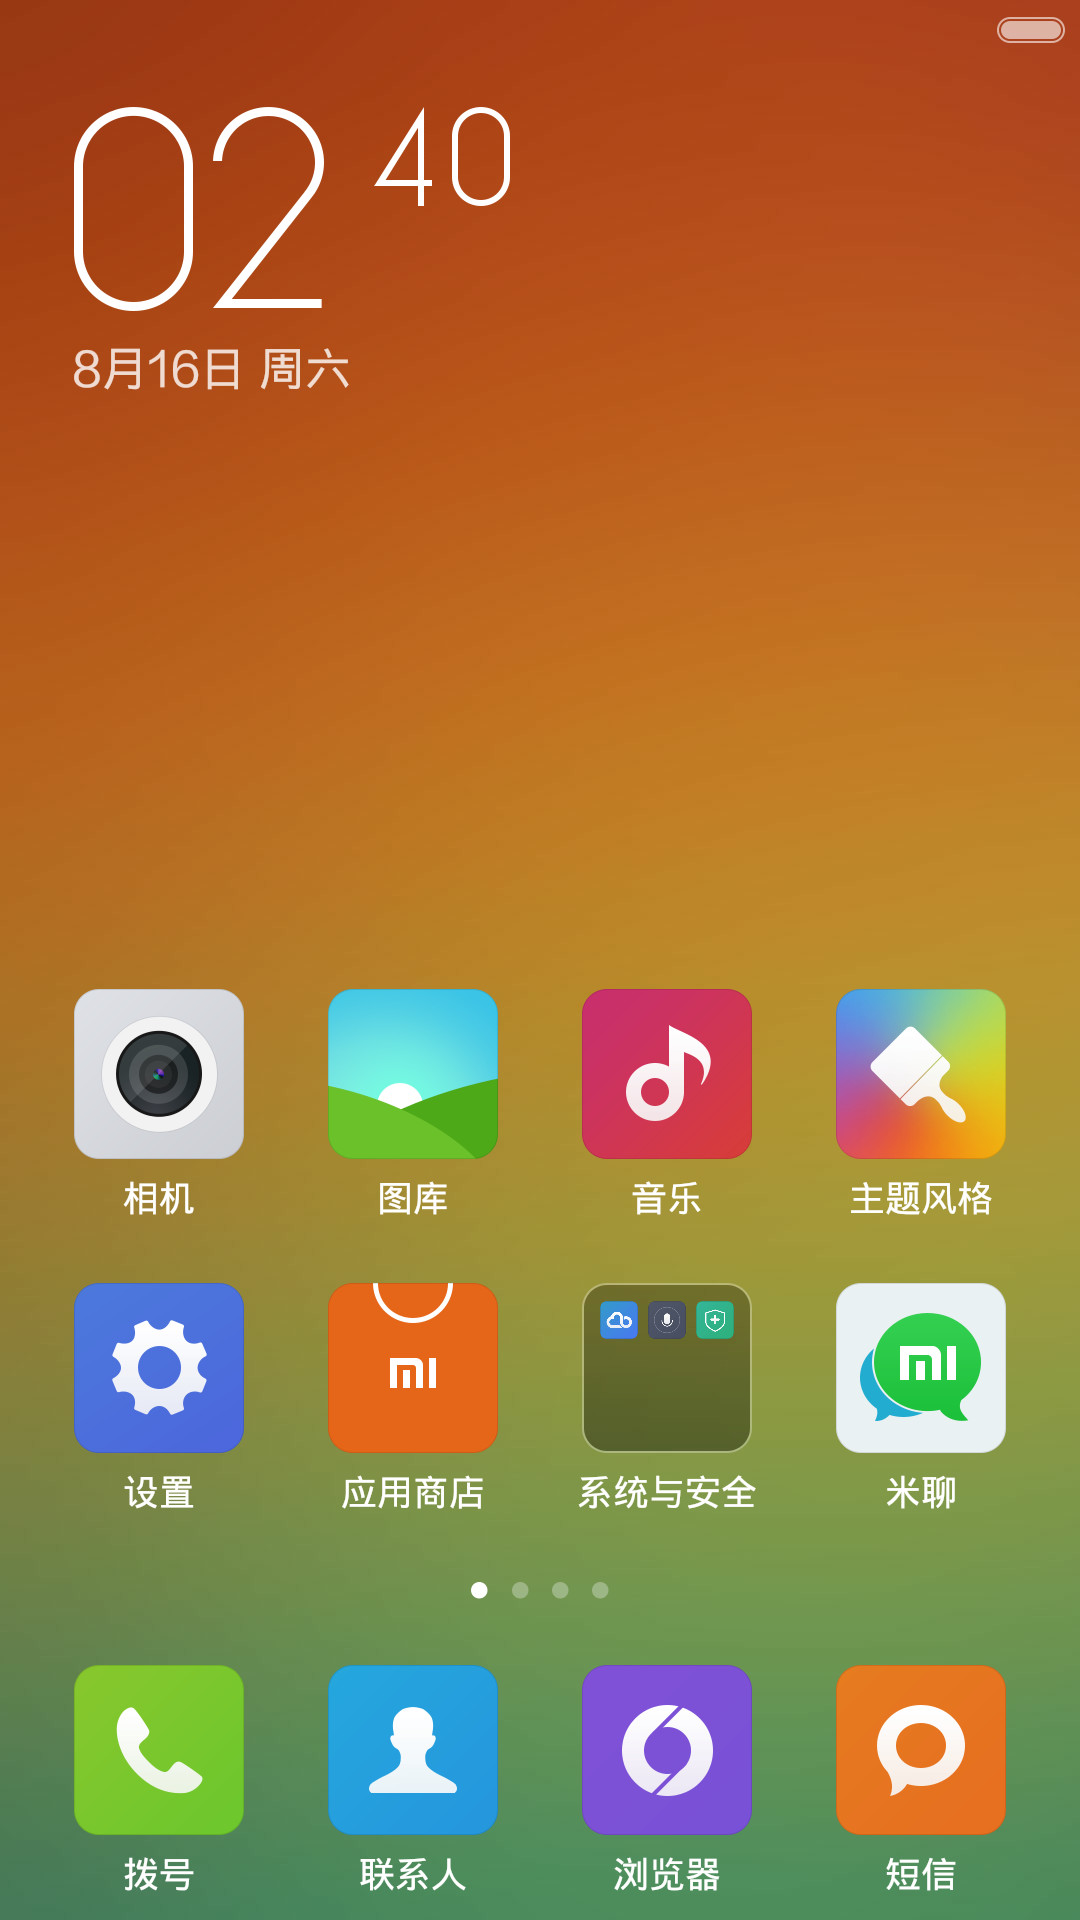 02 40
8月16日 周六
相机 图库 音乐 主题风格
mi mi
设置 应用商店 系统与安全 米聊
拨号 联系人 浏览器 短信